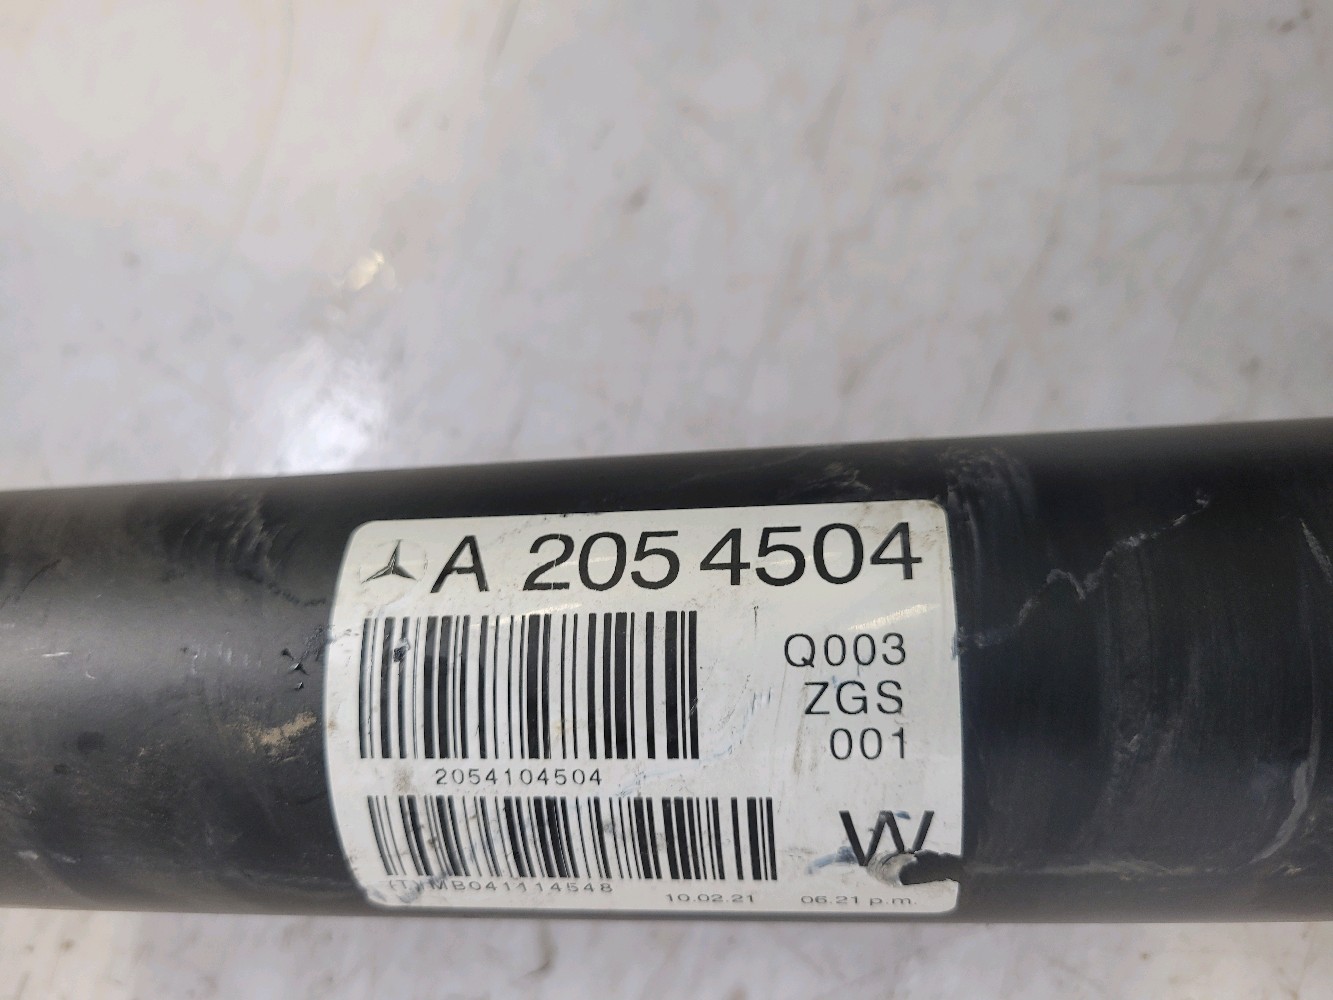 A 205 4504
Q003
ZGS
001
2054104504
W
(T) MB041114548 10.02.21 06.21 p.m.